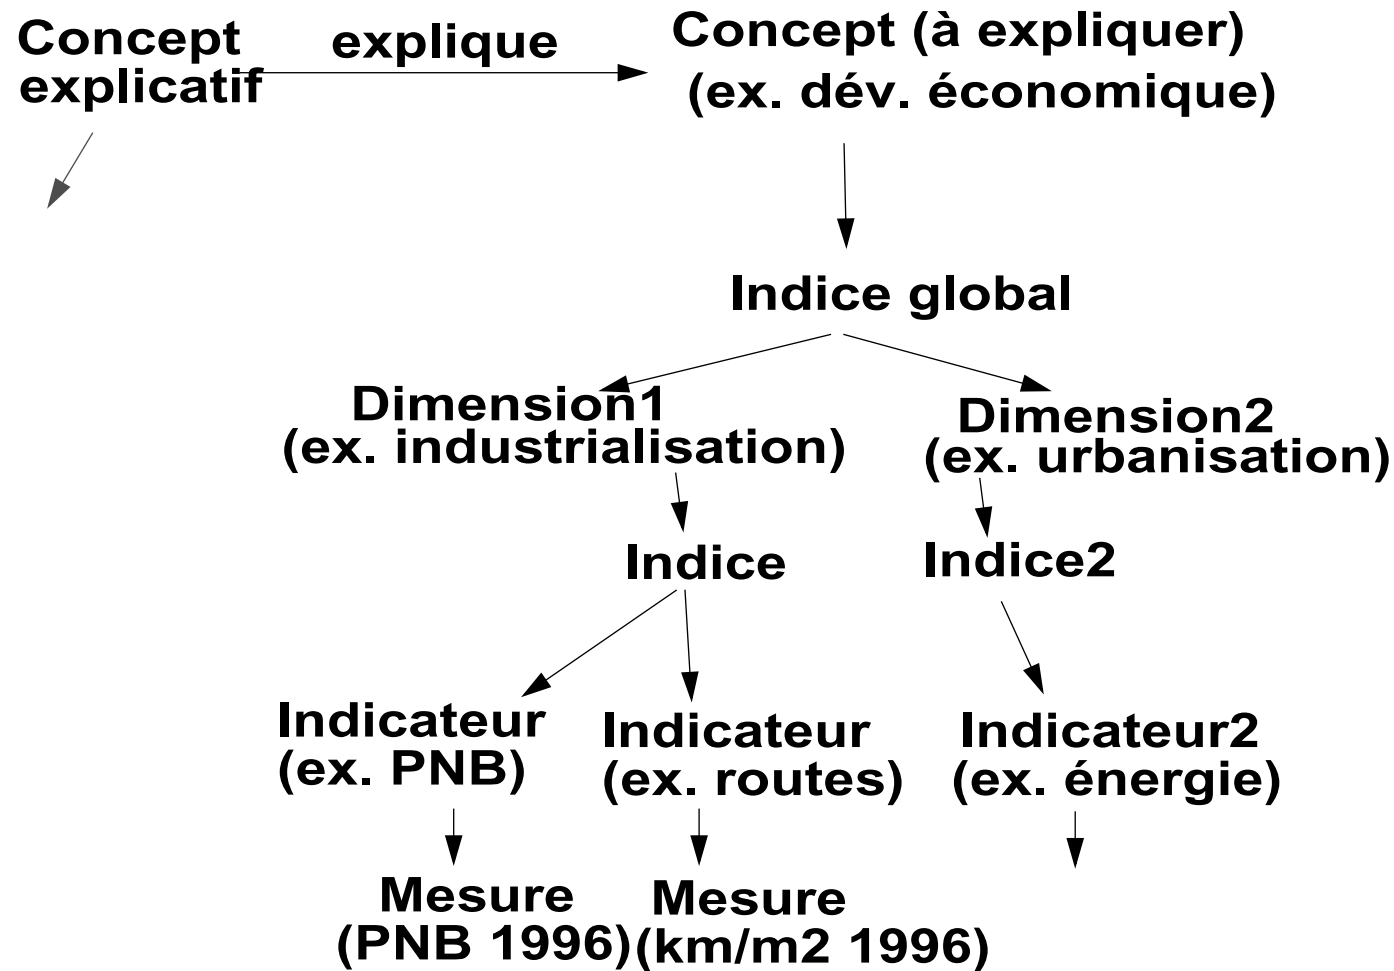 Concept
explicatif
explique
Concept (à expliquer)
(ex. dév. économique)
Indice global
Dimension1
(ex. industrialisation)
Dimension2
(ex. urbanisation)
Indice
Indice2
Indicateur
(ex. PNB)
Indicateur
(ex. routes)
Indicateur2
(ex. énergie)
Mesure
(PNB 1996)
Mesure
(km/m2 1996)